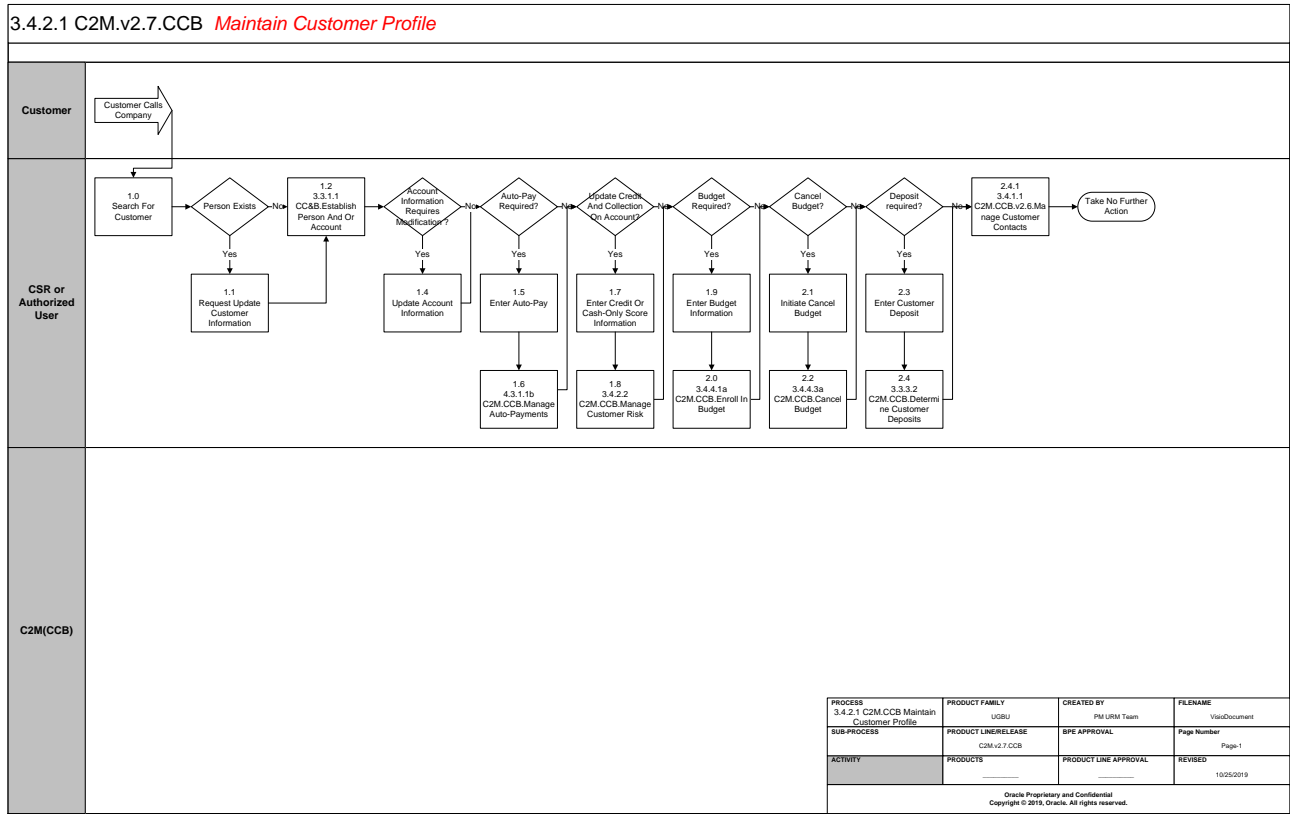 3.4.2.1 C2M.v2.7.CCB Maintain Customer Profile
Customer
Customer Calls
Company
CSR or
Authorized
User
1.0
Search For
Customer
Person Exists
No
Yes
1.1
Request Update
Customer
Information
1.2
3.3.1.1
CC&B.Establish
Person And Or
Account
Account
Information
Requires
Modification ?
No
Yes
1.4
Update Account
Information
Auto-Pay
Required?
No
Yes
1.5
Enter Auto-Pay
1.6
4.3.1.1b
C2M.CCB.Manage
Auto-Payments
Update Credit
And Collection
On Account?
No
Yes
1.7
Enter Credit Or
Cash-Only Score
Information
1.8
3.4.2.2
C2M.CCB.Manage
Customer Risk
Budget
Required?
No
Yes
1.9
Enter Budget
Information
2.0
3.4.4.1a
C2M.CCB.Enroll In
Budget
Cancel
Budget?
No
Yes
2.1
Initiate Cancel
Budget
2.2
3.4.4.3a
C2M.CCB.Cancel
Budget
Deposit
required?
No
Yes
2.3
Enter Customer
Deposit
2.4
3.3.3.2
C2M.CCB.Determi
ne Customer
Deposits
2.4.1
3.4.1.1
C2M.CCB.v2.6.Ma
nage Customer
Contacts
Take No Further
Action
C2M(CCB)
PROCESS
3.4.2.1 C2M.CCB Maintain
Customer Profile
PRODUCT FAMILY
UGBU
CREATED BY
PM URM Team
FILENAME
VisioDocument
SUB-PROCESS
PRODUCT LINE/RELEASE
C2M.v2.7.CCB
BPE APPROVAL
Page Number
Page-1
ACTIVITY
PRODUCTS
PRODUCT LINE APPROVAL
REVISED
10/25/2019
Oracle Proprietary and Confidential
Copyright © 2019, Oracle. All rights reserved.